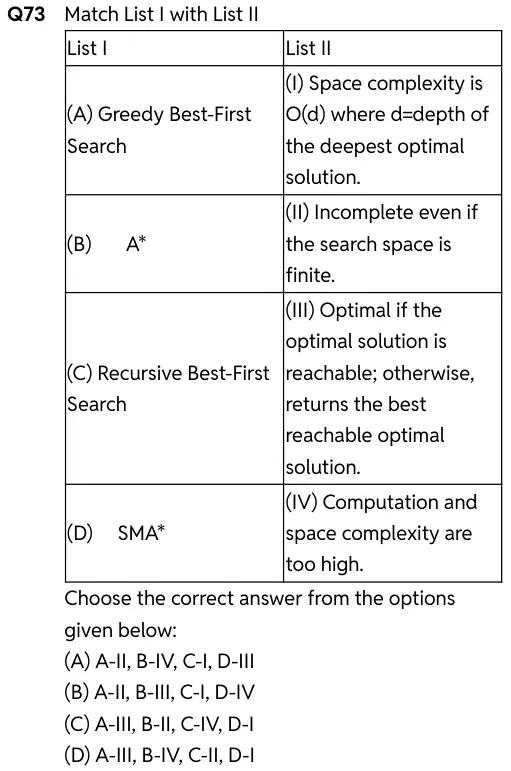 Q73 Match List I with List II
List I
List II
(A) Greedy Best-First
Search
(I) Space complexity is
O(d) where d=depth of
the deepest optimal
solution.
(B) A*
(II) Incomplete even if
the search space is
finite.
(C) Recursive Best-First
Search
(III) Optimal if the
optimal solution is
reachable; otherwise,
returns the best
reachable optimal
solution.
(D) SMA*
(IV) Computation and
space complexity are
too high.
Choose the correct answer from the options
given below:
(A) A-II, B-IV, C-I, D-III
(B) A-II, B-III, C-I, D-IV
(C) A-III, B-II, C-IV, D-I
(D) A-III, B-IV, C-II, D-I